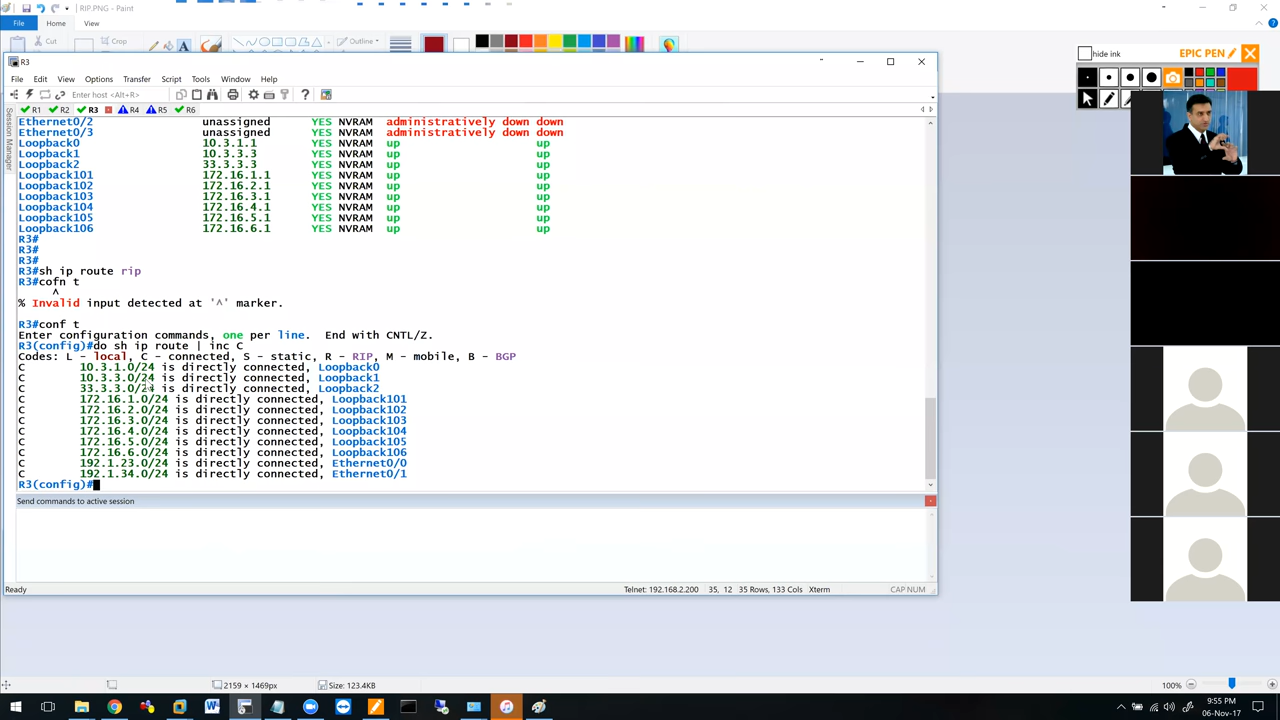 RIP.PNG - Paint
File Home View
Cut Crop Outline
hide ink EPIC PEN
R3
File Edit View Options Transfer Script Tools Window Help
Enter host <Alt+R>
R1 R2 R3 R4 R5 R6
Session Manager
Ethernet0/2 unassigned YES NVRAM administratively down down
Ethernet0/3 unassigned YES NVRAM administratively down down
Loopback0 10.3.1.1 YES NVRAM up up
Loopback1 10.3.3.3 YES NVRAM up up
Loopback2 33.3.3.3 YES NVRAM up up
Loopback101 172.16.1.1 YES NVRAM up up
Loopback102 172.16.2.1 YES NVRAM up up
Loopback103 172.16.3.1 YES NVRAM up up
Loopback104 172.16.4.1 YES NVRAM up up
Loopback105 172.16.5.1 YES NVRAM up up
Loopback106 172.16.6.1 YES NVRAM up up
R3#
R3#
R3#
R3#sh ip route rip
R3#cofn t
^
% Invalid input detected at '^' marker.
R3#conf t
Enter configuration commands, one per line. End with CNTL/Z.
R3(config)#do sh ip route | inc C
Codes: L - local, C - connected, S - static, R - RIP, M - mobile, B - BGP
C 10.3.1.0/24 is directly connected, Loopback0
C 10.3.3.0/24 is directly connected, Loopback1
C 33.3.3.0/24 is directly connected, Loopback2
C 172.16.1.0/24 is directly connected, Loopback101
C 172.16.2.0/24 is directly connected, Loopback102
C 172.16.3.0/24 is directly connected, Loopback103
C 172.16.4.0/24 is directly connected, Loopback104
C 172.16.5.0/24 is directly connected, Loopback105
C 172.16.6.0/24 is directly connected, Loopback106
C 192.1.23.0/24 is directly connected, Ethernet0/0
C 192.1.34.0/24 is directly connected, Ethernet0/1
R3(config)#
Send commands to active session
Ready Telnet: 192.168.2.200 35, 12 35 Rows, 133 Cols Xterm CAP NUM
2159 × 1469px Size: 123.4KB 100%
9:55 PM
06-Nov-17